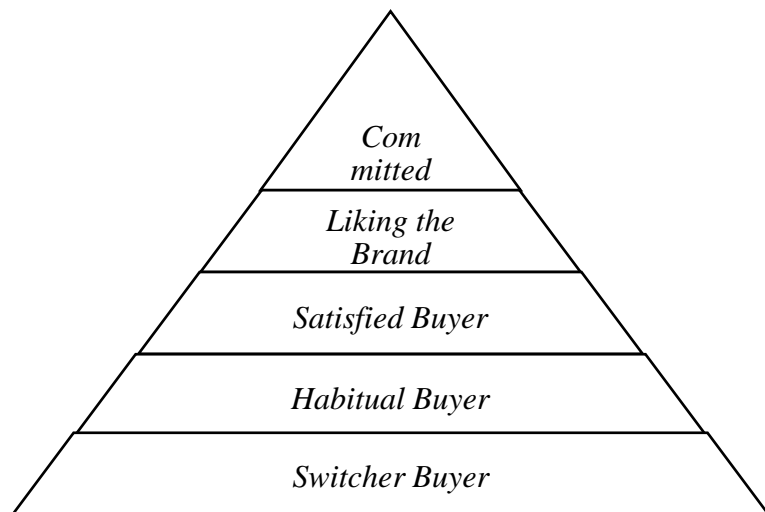 Com
mitted
Liking the
Brand
Satisfied Buyer
Habitual Buyer
Switcher Buyer